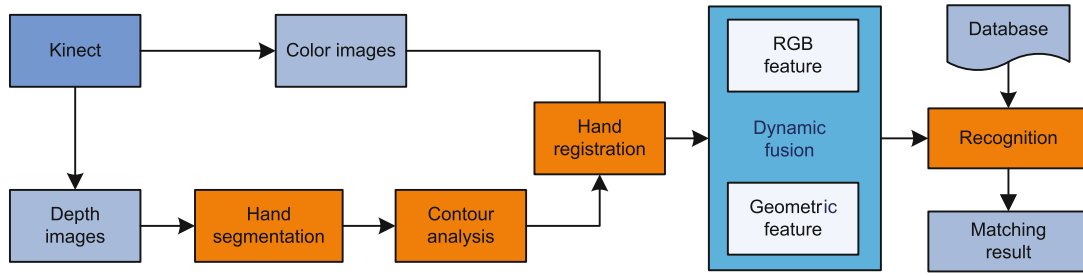 Kinect
Color images
Depth
images
Hand
segmentation
Contour
analysis
Hand
registration
RGB
feature
Dynamic
fusion
Geometric
feature
Database
Recognition
Matching
result